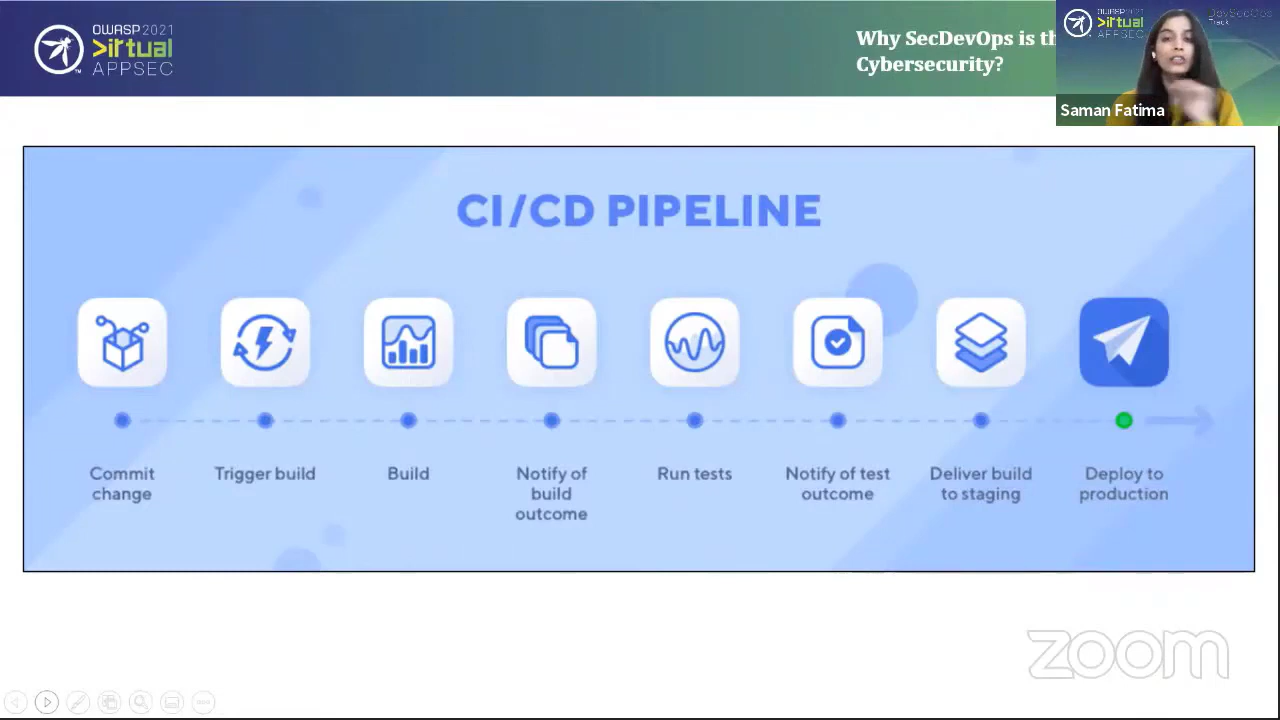 OWASP 2021
>irtual
APPSEC
Why SecDevOps is th
Cybersecurity?
OWASP 2021
>irtual
APPSEC
DevSecOps
Track
Saman Fatima
CI/CD PIPELINE
Commit
change
Trigger build
Build
Notify of
build
outcome
Run tests
Notify of test
outcome
Deliver build
to staging
Deploy to
production
zoom